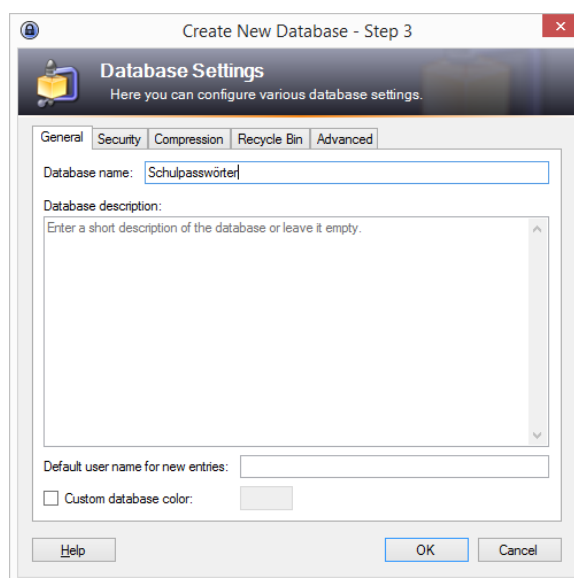 Create New Database - Step 3
Database Settings
Here you can configure various database settings.
General Security Compression Recycle Bin Advanced
Database name: Schulpasswörter
Database description:
Enter a short description of the database or leave it empty.
Default user name for new entries:
Custom database color:
Help OK Cancel